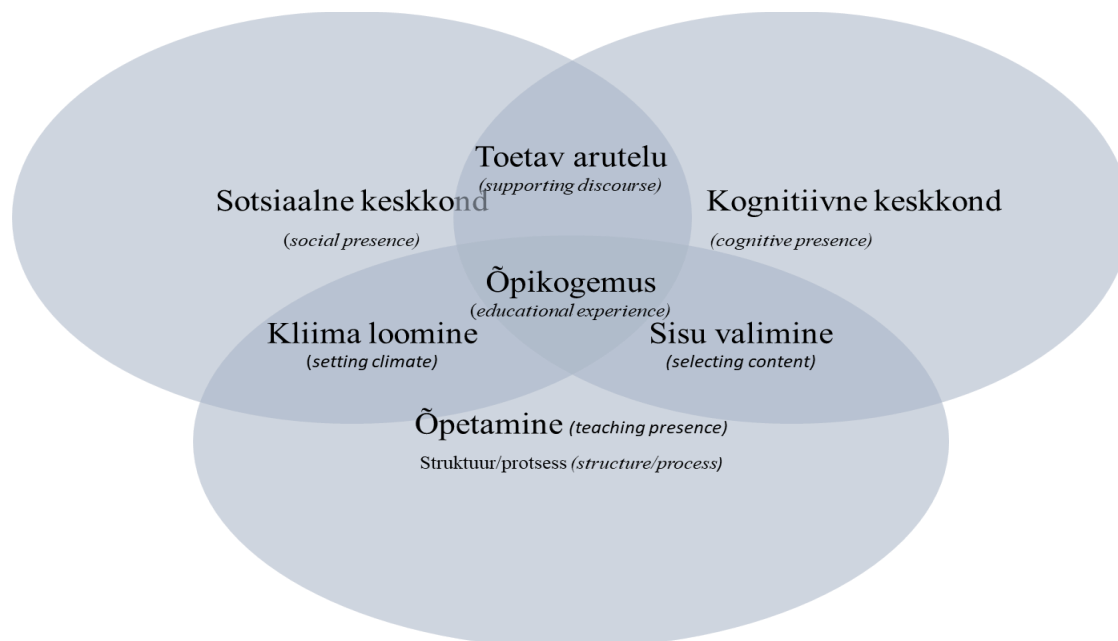 Toetav arutelu
(supporting discourse)
Sotsiaalne keskkond
(social presence)
Kognitiivne keskkond
(cognitive presence)
Õpikogemus
(educational experience)
Kliima loomine
(setting climate)
Sisu valimine
(selecting content)
Õpetamine (teaching presence)
Struktuur/protsess (structure/process)